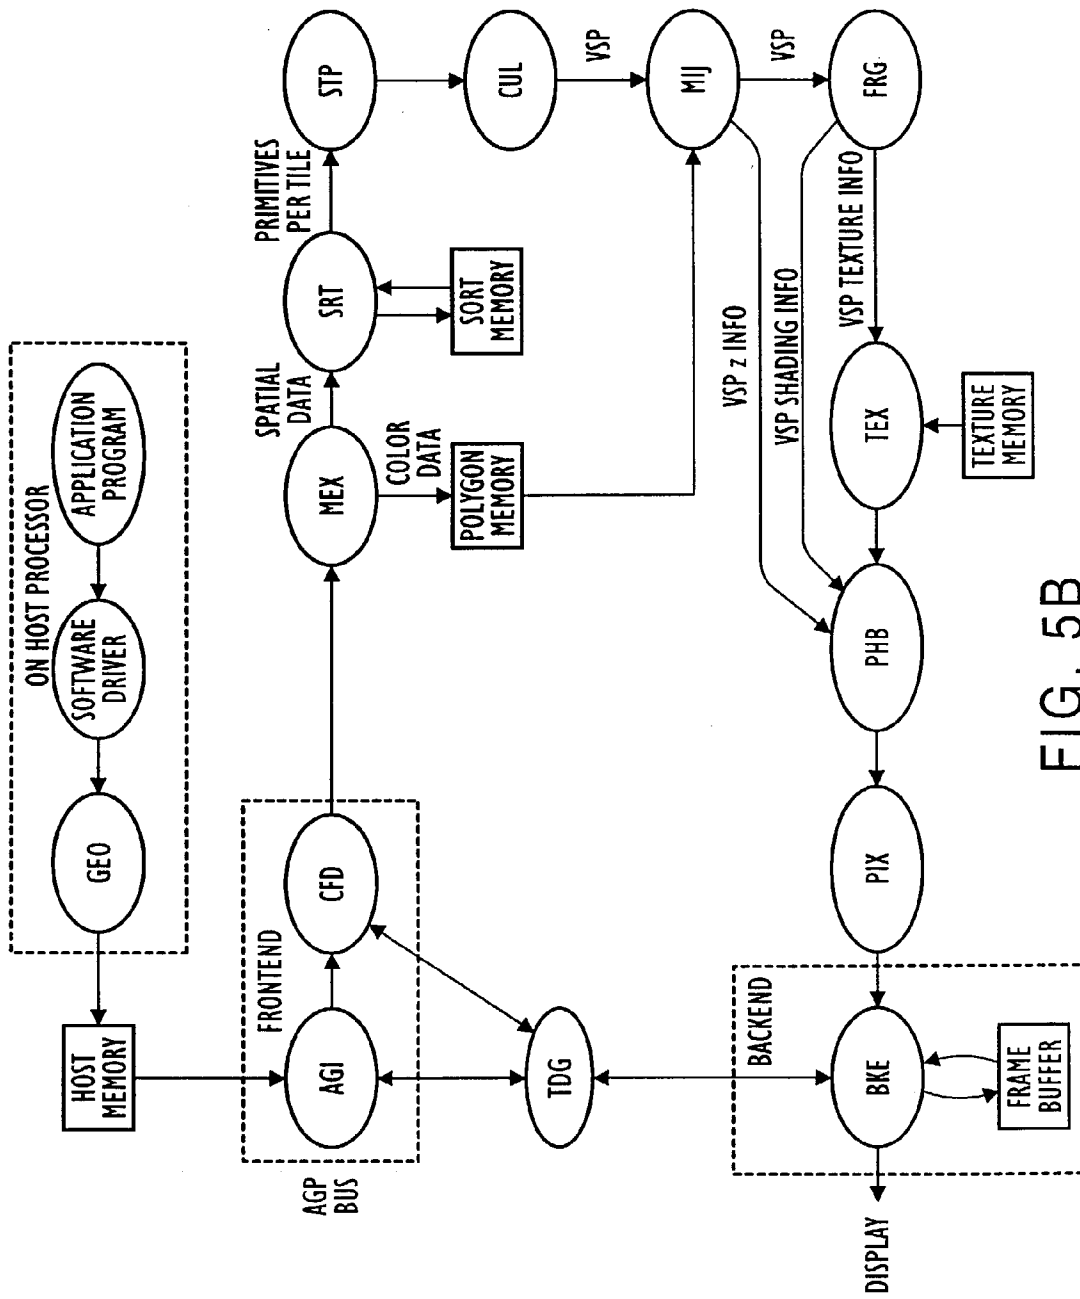 ON HOST PROCESSOR
APPLICATION
PROGRAM
SOFTWARE
DRIVER
GEO
HOST
MEMORY
AGP
BUS
FRONTEND
AGI
CFD
MEX
SPATIAL
DATA
COLOR
DATA
POLYGON
MEMORY
SRT
SORT
MEMORY
PRIMITIVES
PER TILE
STP
CUL
VSP
MIJ
VSP
FRG
VSP z INFO
VSP SHADING INFO
VSP TEXTURE INFO
TEX
TEXTURE
MEMORY
PHB
PIX
TDG
BACKEND
BKE
FRAME
BUFFER
DISPLAY
FIG. 5B